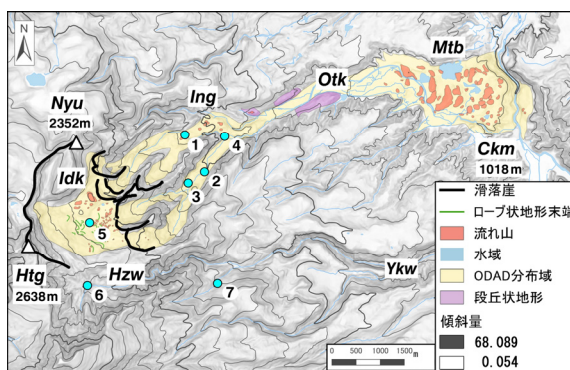 N
Mtb
Otk
Nyu
2352m
Ing
1
4
Ckm
1018m
Idk
2
3
5
Htg
2638m
Hzw
6
7
Ykw
0 500 1000 1500m
滑落崖
ローブ状地形末端
流れ山
水域
ODAD分布域
段丘状地形
傾斜量
68.089
0.054